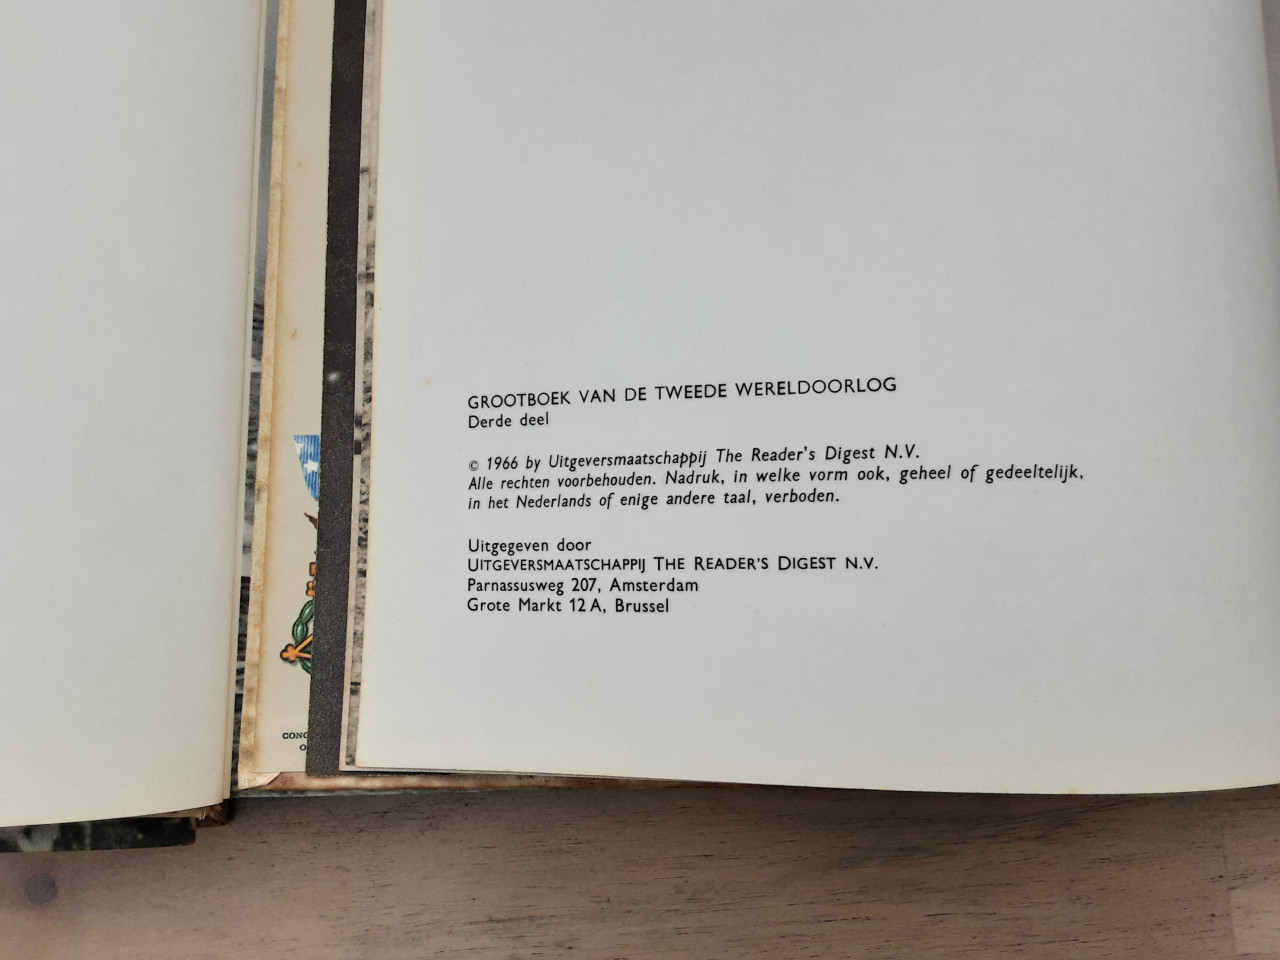 GROOTBOEK VAN DE TWEEDE WERELDOORLOG
Derde deel
© 1966 by Uitgeversmaatschappij The Reader's Digest N.V.
Alle rechten voorbehouden. Nadruk, in welke vorm ook, geheel of gedeeltelijk,
in het Nederlands of enige andere taal, verboden.
Uitgegeven door
UITGEVERSMAATSCHAPPIJ THE READER'S DIGEST N.V.
Parnassusweg 207, Amsterdam
Grote Markt 12A, Brussel